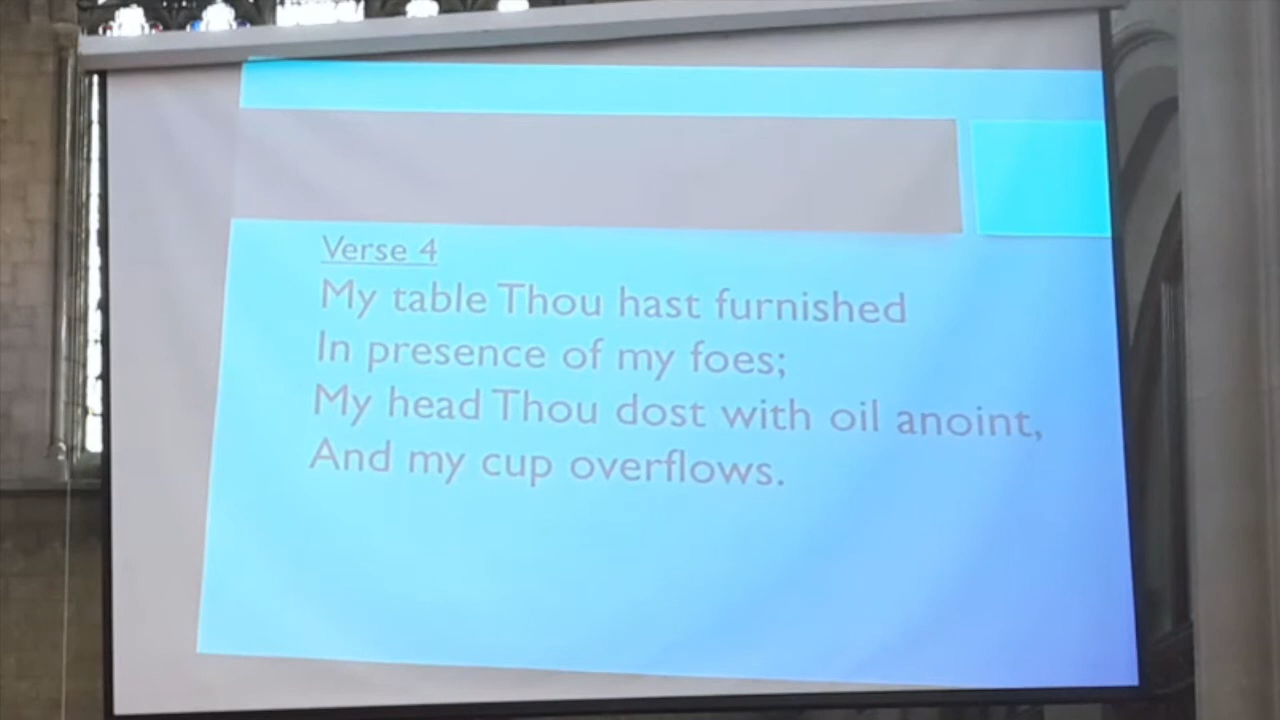 Verse 4
My table Thou hast furnished
In presence of my foes;
My head Thou dost with oil anoint,
And my cup overflows.